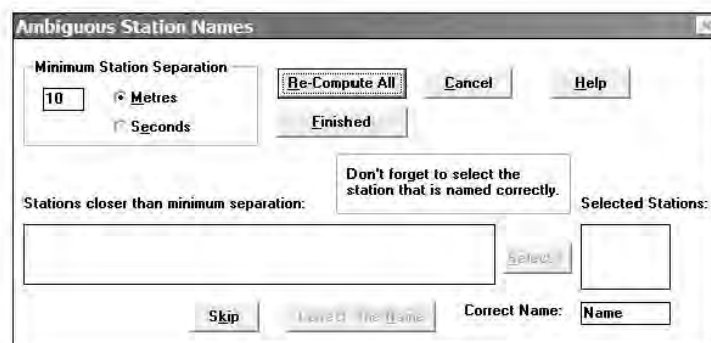 Ambiguous Station Names
Minimum Station Separation
10
Metres
Seconds
Re-Compute All
Cancel
Help
Finished
Don't forget to select the
station that is named correctly.
Stations closer than minimum separation:
Selected Stations:
Select
Skip
Correct The Name
Correct Name:
Name